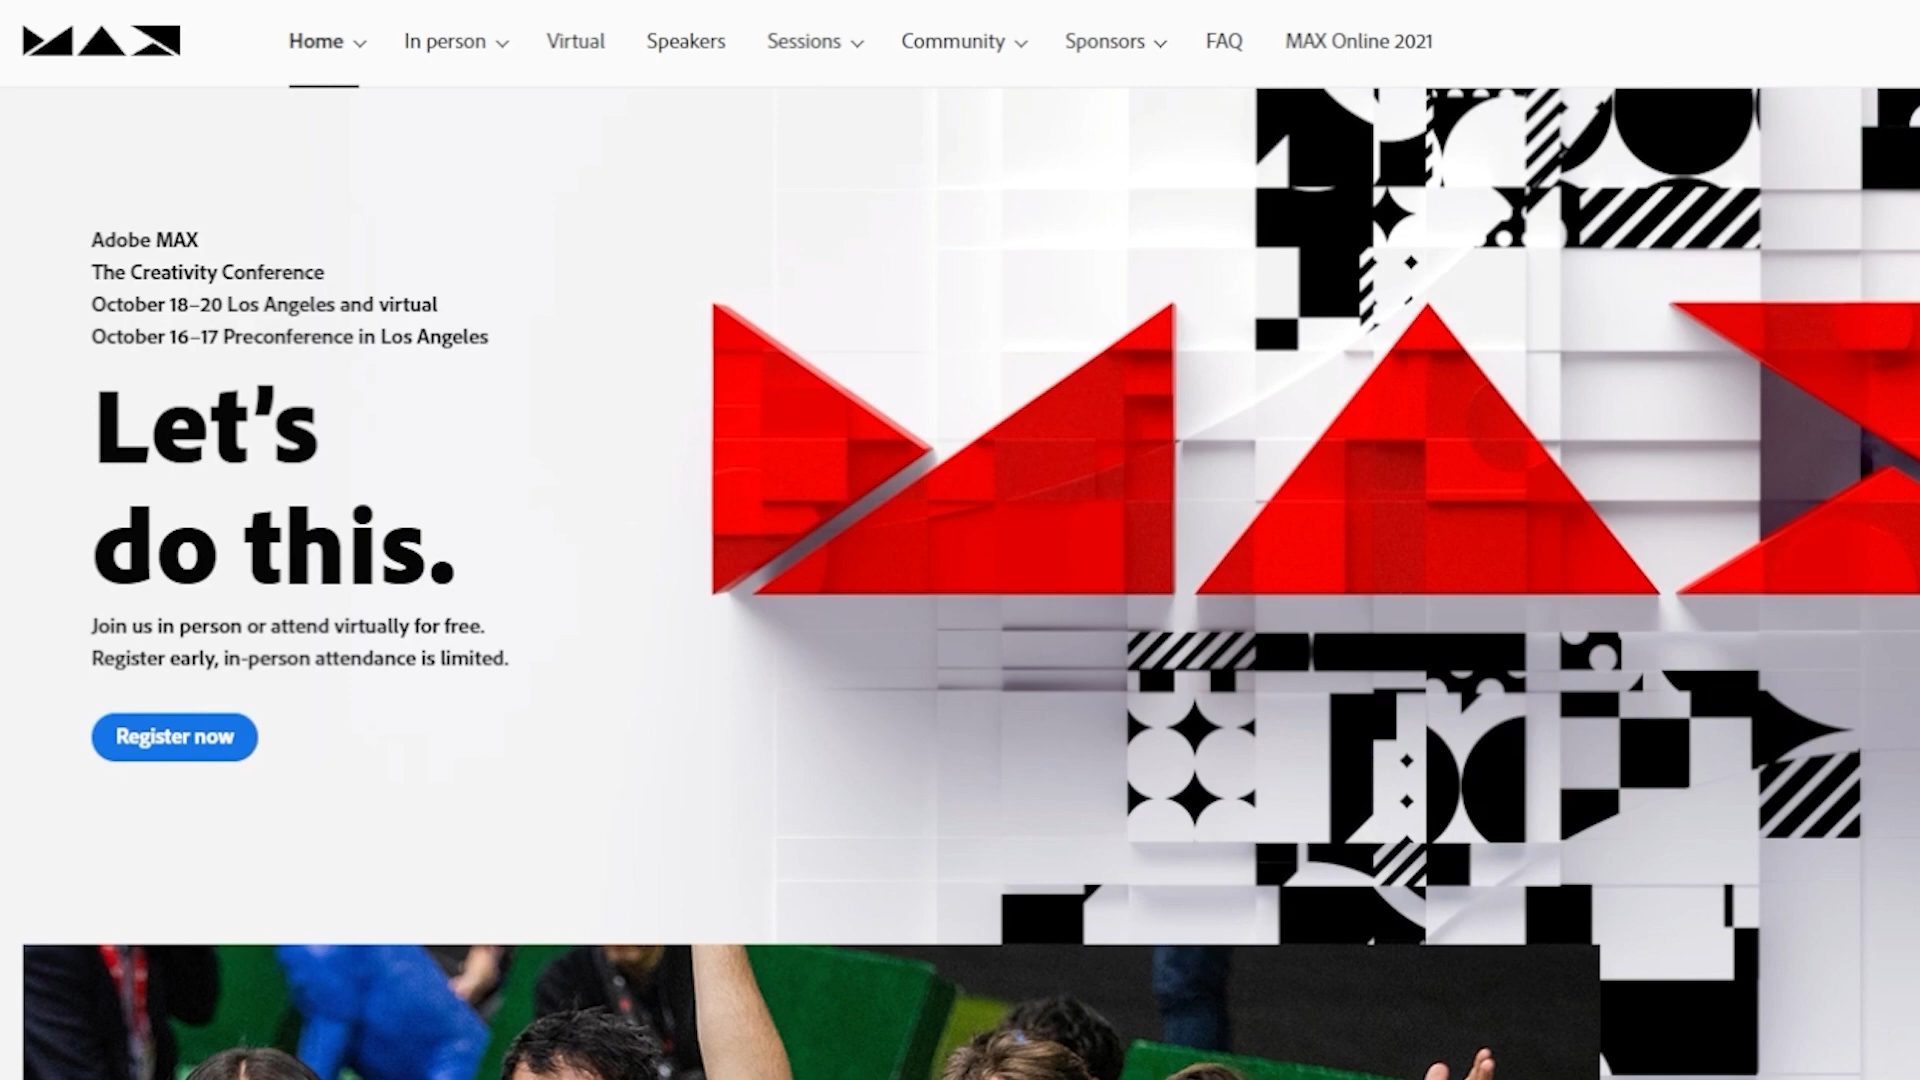 MAX
Home
In person
Virtual
Speakers
Sessions
Community
Sponsors
FAQ
MAX Online 2021
Adobe MAX
The Creativity Conference
October 18–20 Los Angeles and virtual
October 16–17 Preconference in Los Angeles
Let’s
do this.
Join us in person or attend virtually for free.
Register early, in-person attendance is limited.
Register now
MAX